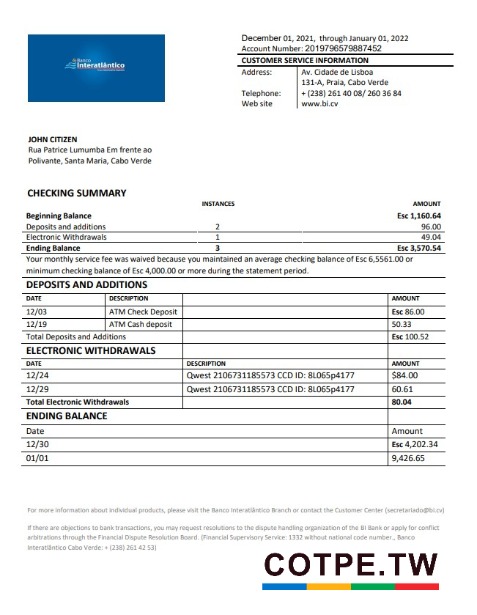 December 01, 2021, through January 01, 2022
Account Number: 2019796579887452
Banco
Interatlântico
CUSTOMER SERVICE INFORMATION
Address: Av. Cidade de Lisboa
131-A, Praia, Cabo Verde
Telephone: + (238) 261 40 08/ 260 36 84
Web site www.bi.cv
JOHN CITIZEN
Rua Patrice Lumumba Em frente ao
Polivante, Santa Maria, Cabo Verde
CHECKING SUMMARY
INSTANCES AMOUNT
Beginning Balance Esc 1,160.64
Deposits and additions 2 96.00
Electronic Withdrawals 1 49.04
Ending Balance 3 Esc 3,570.54
Your monthly service fee was waived because you maintained an average checking balance of Esc 6,5561.00 or
minimum checking balance of Esc 4,000.00 or more during the statement period.
DEPOSITS AND ADDITIONS
DATE DESCRIPTION AMOUNT
12/03 ATM Check Deposit Esc 86.00
12/19 ATM Cash deposit 50.33
Total Deposits and Additions Esc 100.52
ELECTRONIC WITHDRAWALS
DATE DESCRIPTION AMOUNT
12/24 Qwest 2106731185573 CCD ID: 8L065p4177 $84.00
12/29 Qwest 2106731185573 CCD ID: 8L065p4177 60.61
Total Electronic Withdrawals 80.04
ENDING BALANCE
Date Amount
12/30 Esc 4,202.34
01/01 9,426.65
For more information about individual products, please visit the Banco Interatlântico Branch or contact the Customer Center (secretariado@bi.cv)
If there are objections to bank transactions, you may request resolutions to the dispute handling organization of the BI Bank or apply for conflict
arbitrations through the Financial Dispute Resolution Board. (Financial Supervisory Service: 1332 without national code number., Banco
Interatlântico Cabo Verde: + (238) 261 42 53)
COTPE.TW